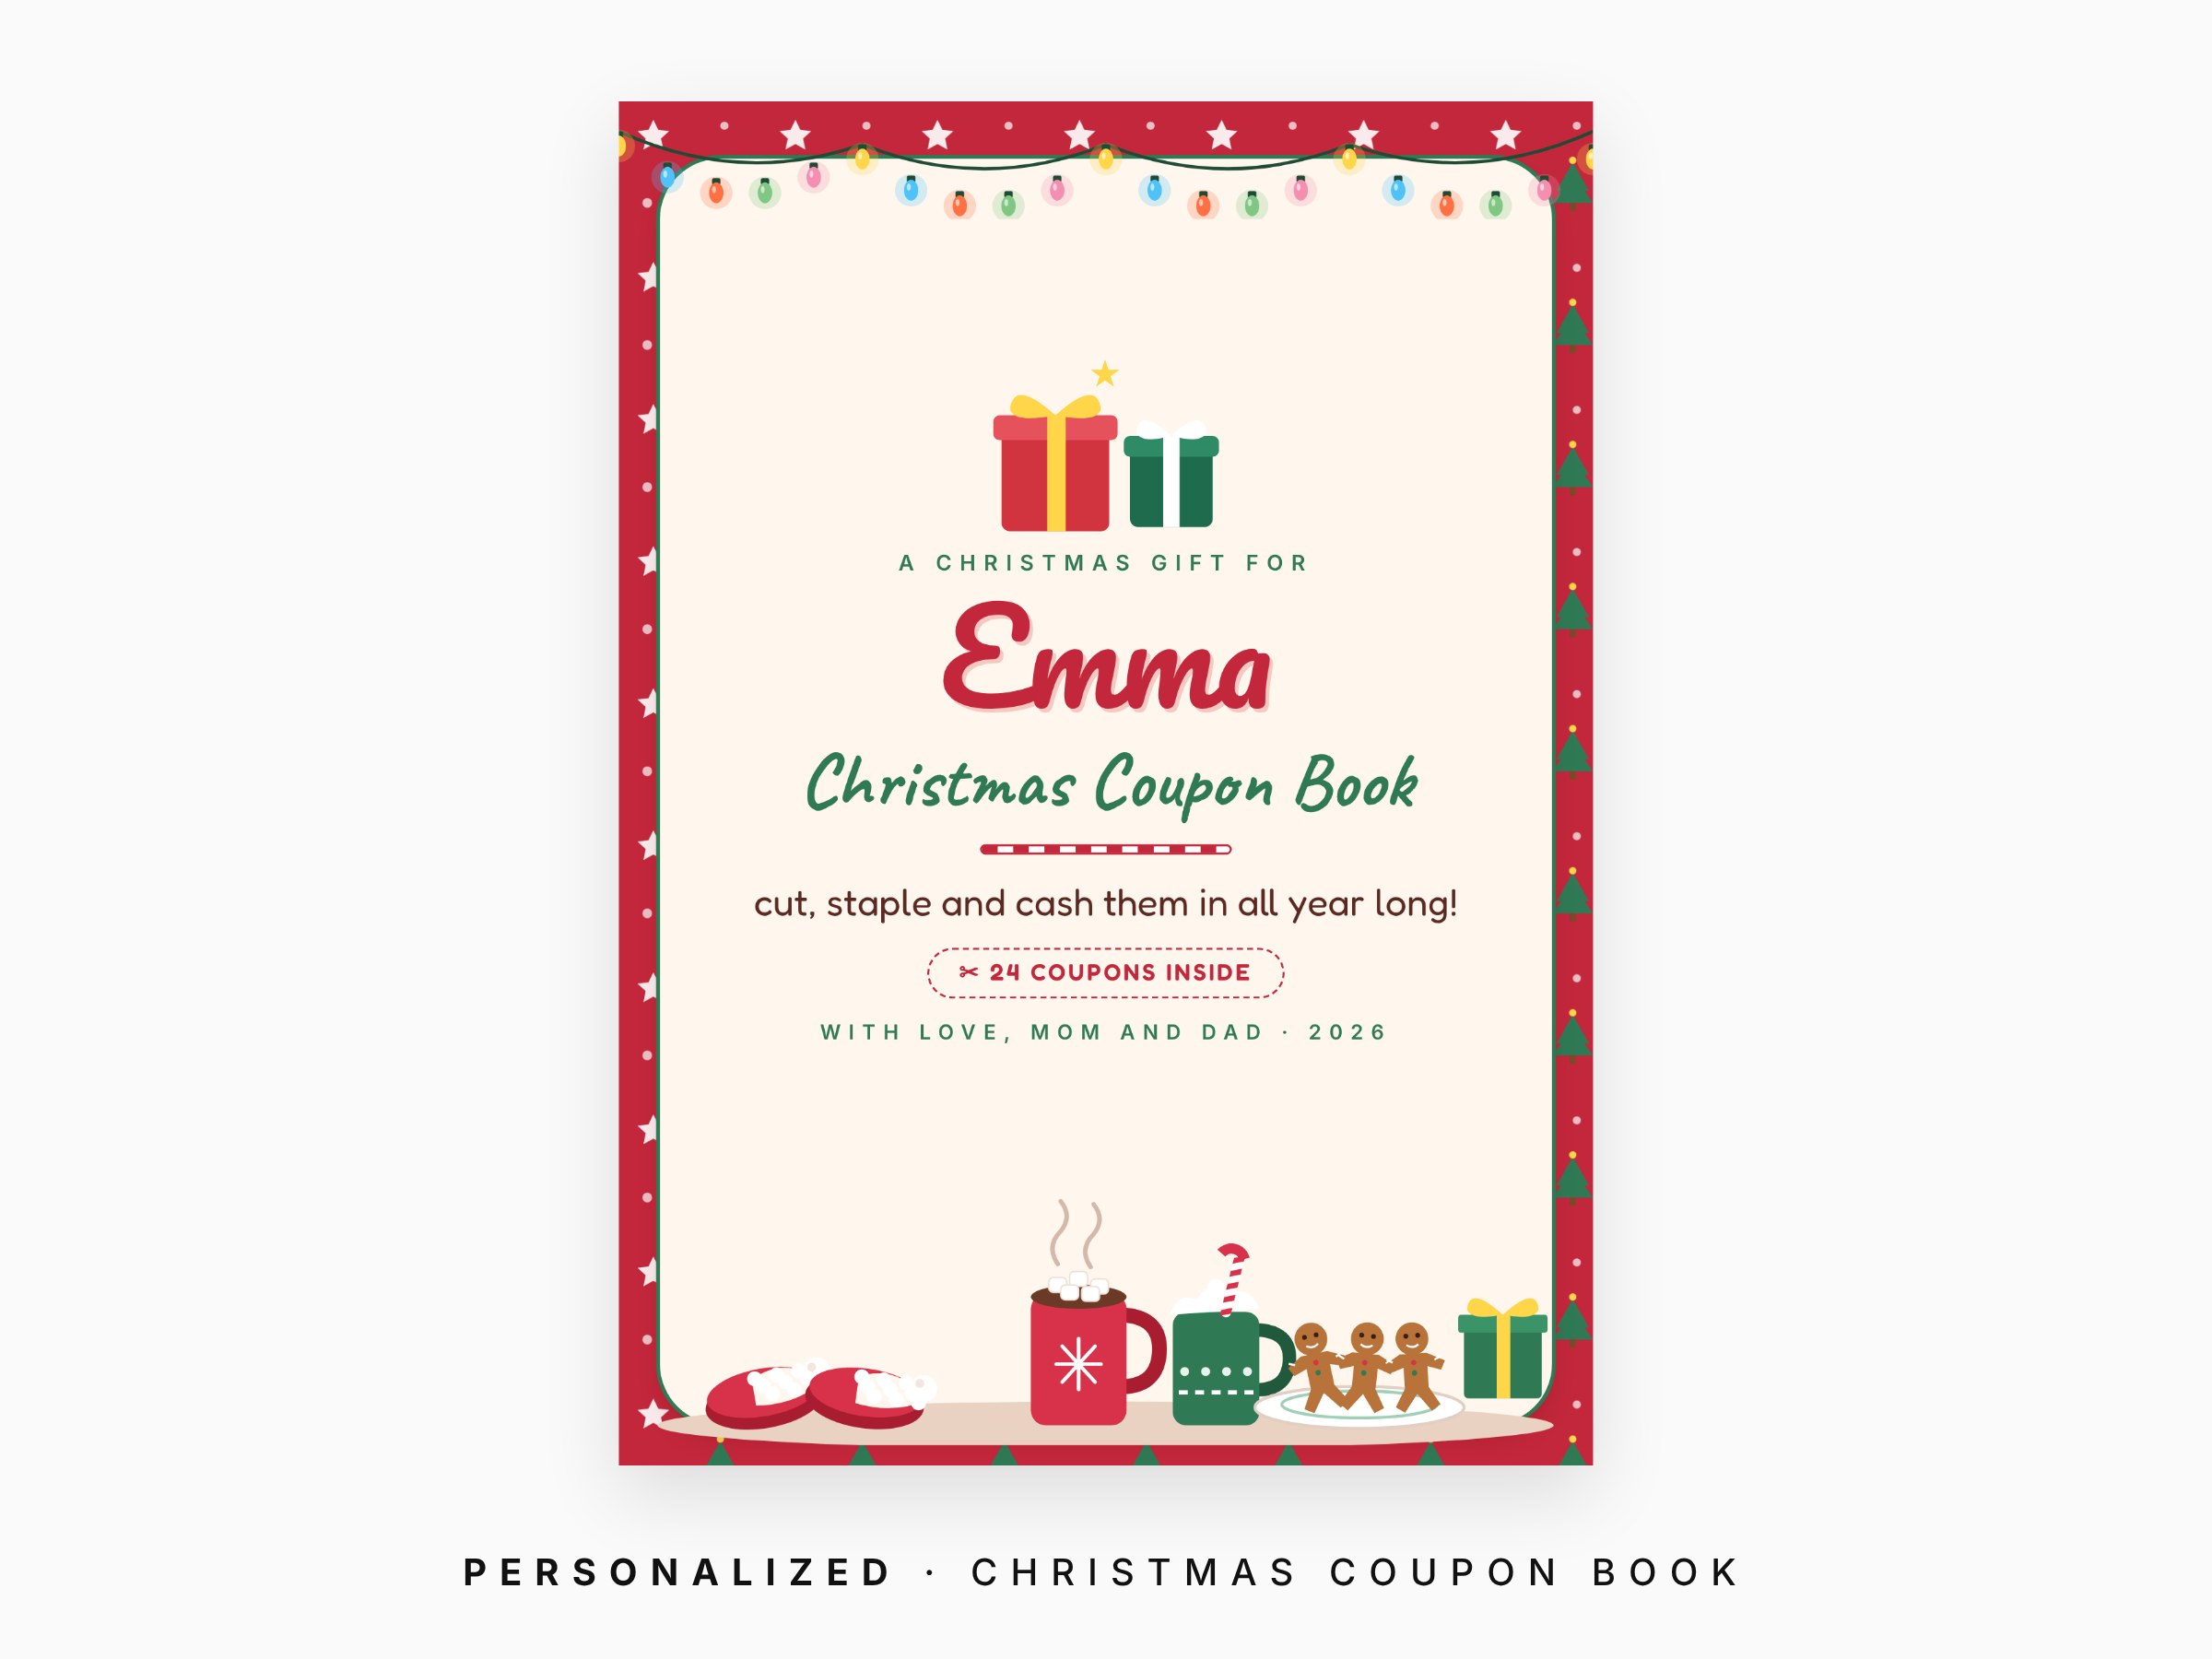 A CHRISTMAS GIFT FOR
Emma
Christmas Coupon Book
cut, staple and cash them in all year long!
✂ 24 COUPONS INSIDE
WITH LOVE, MOM AND DAD · 2026
PERSONALIZED · CHRISTMAS COUPON BOOK